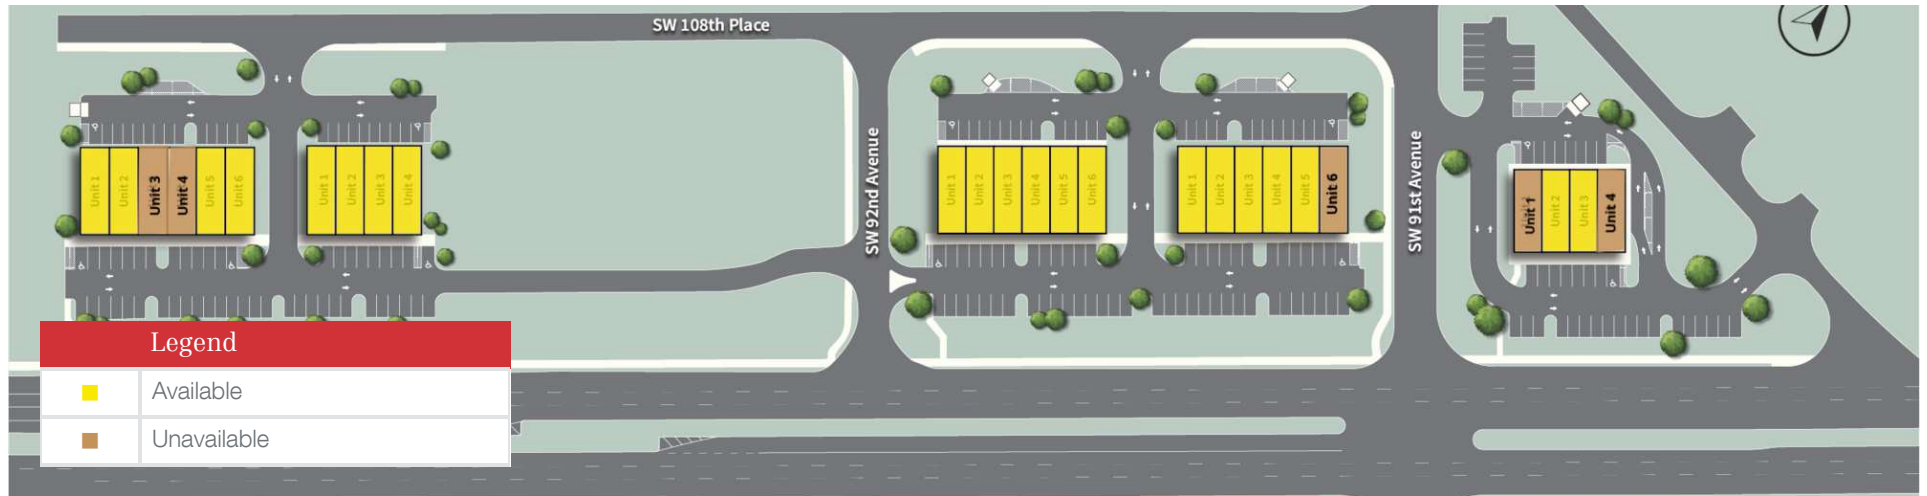 SW 108th Place
SW 92nd Avenue
SW 91st Avenue
Unit 1
Unit 2
Unit 3
Unit 4
Unit 5
Unit 6
Unit 1
Unit 2
Unit 3
Unit 4
Unit 1
Unit 2
Unit 3
Unit 4
Unit 5
Unit 6
Unit 1
Unit 2
Unit 3
Unit 4
Unit 5
Unit 6
Unit 1
Unit 2
Unit 3
Unit 4
Legend
Available
Unavailable